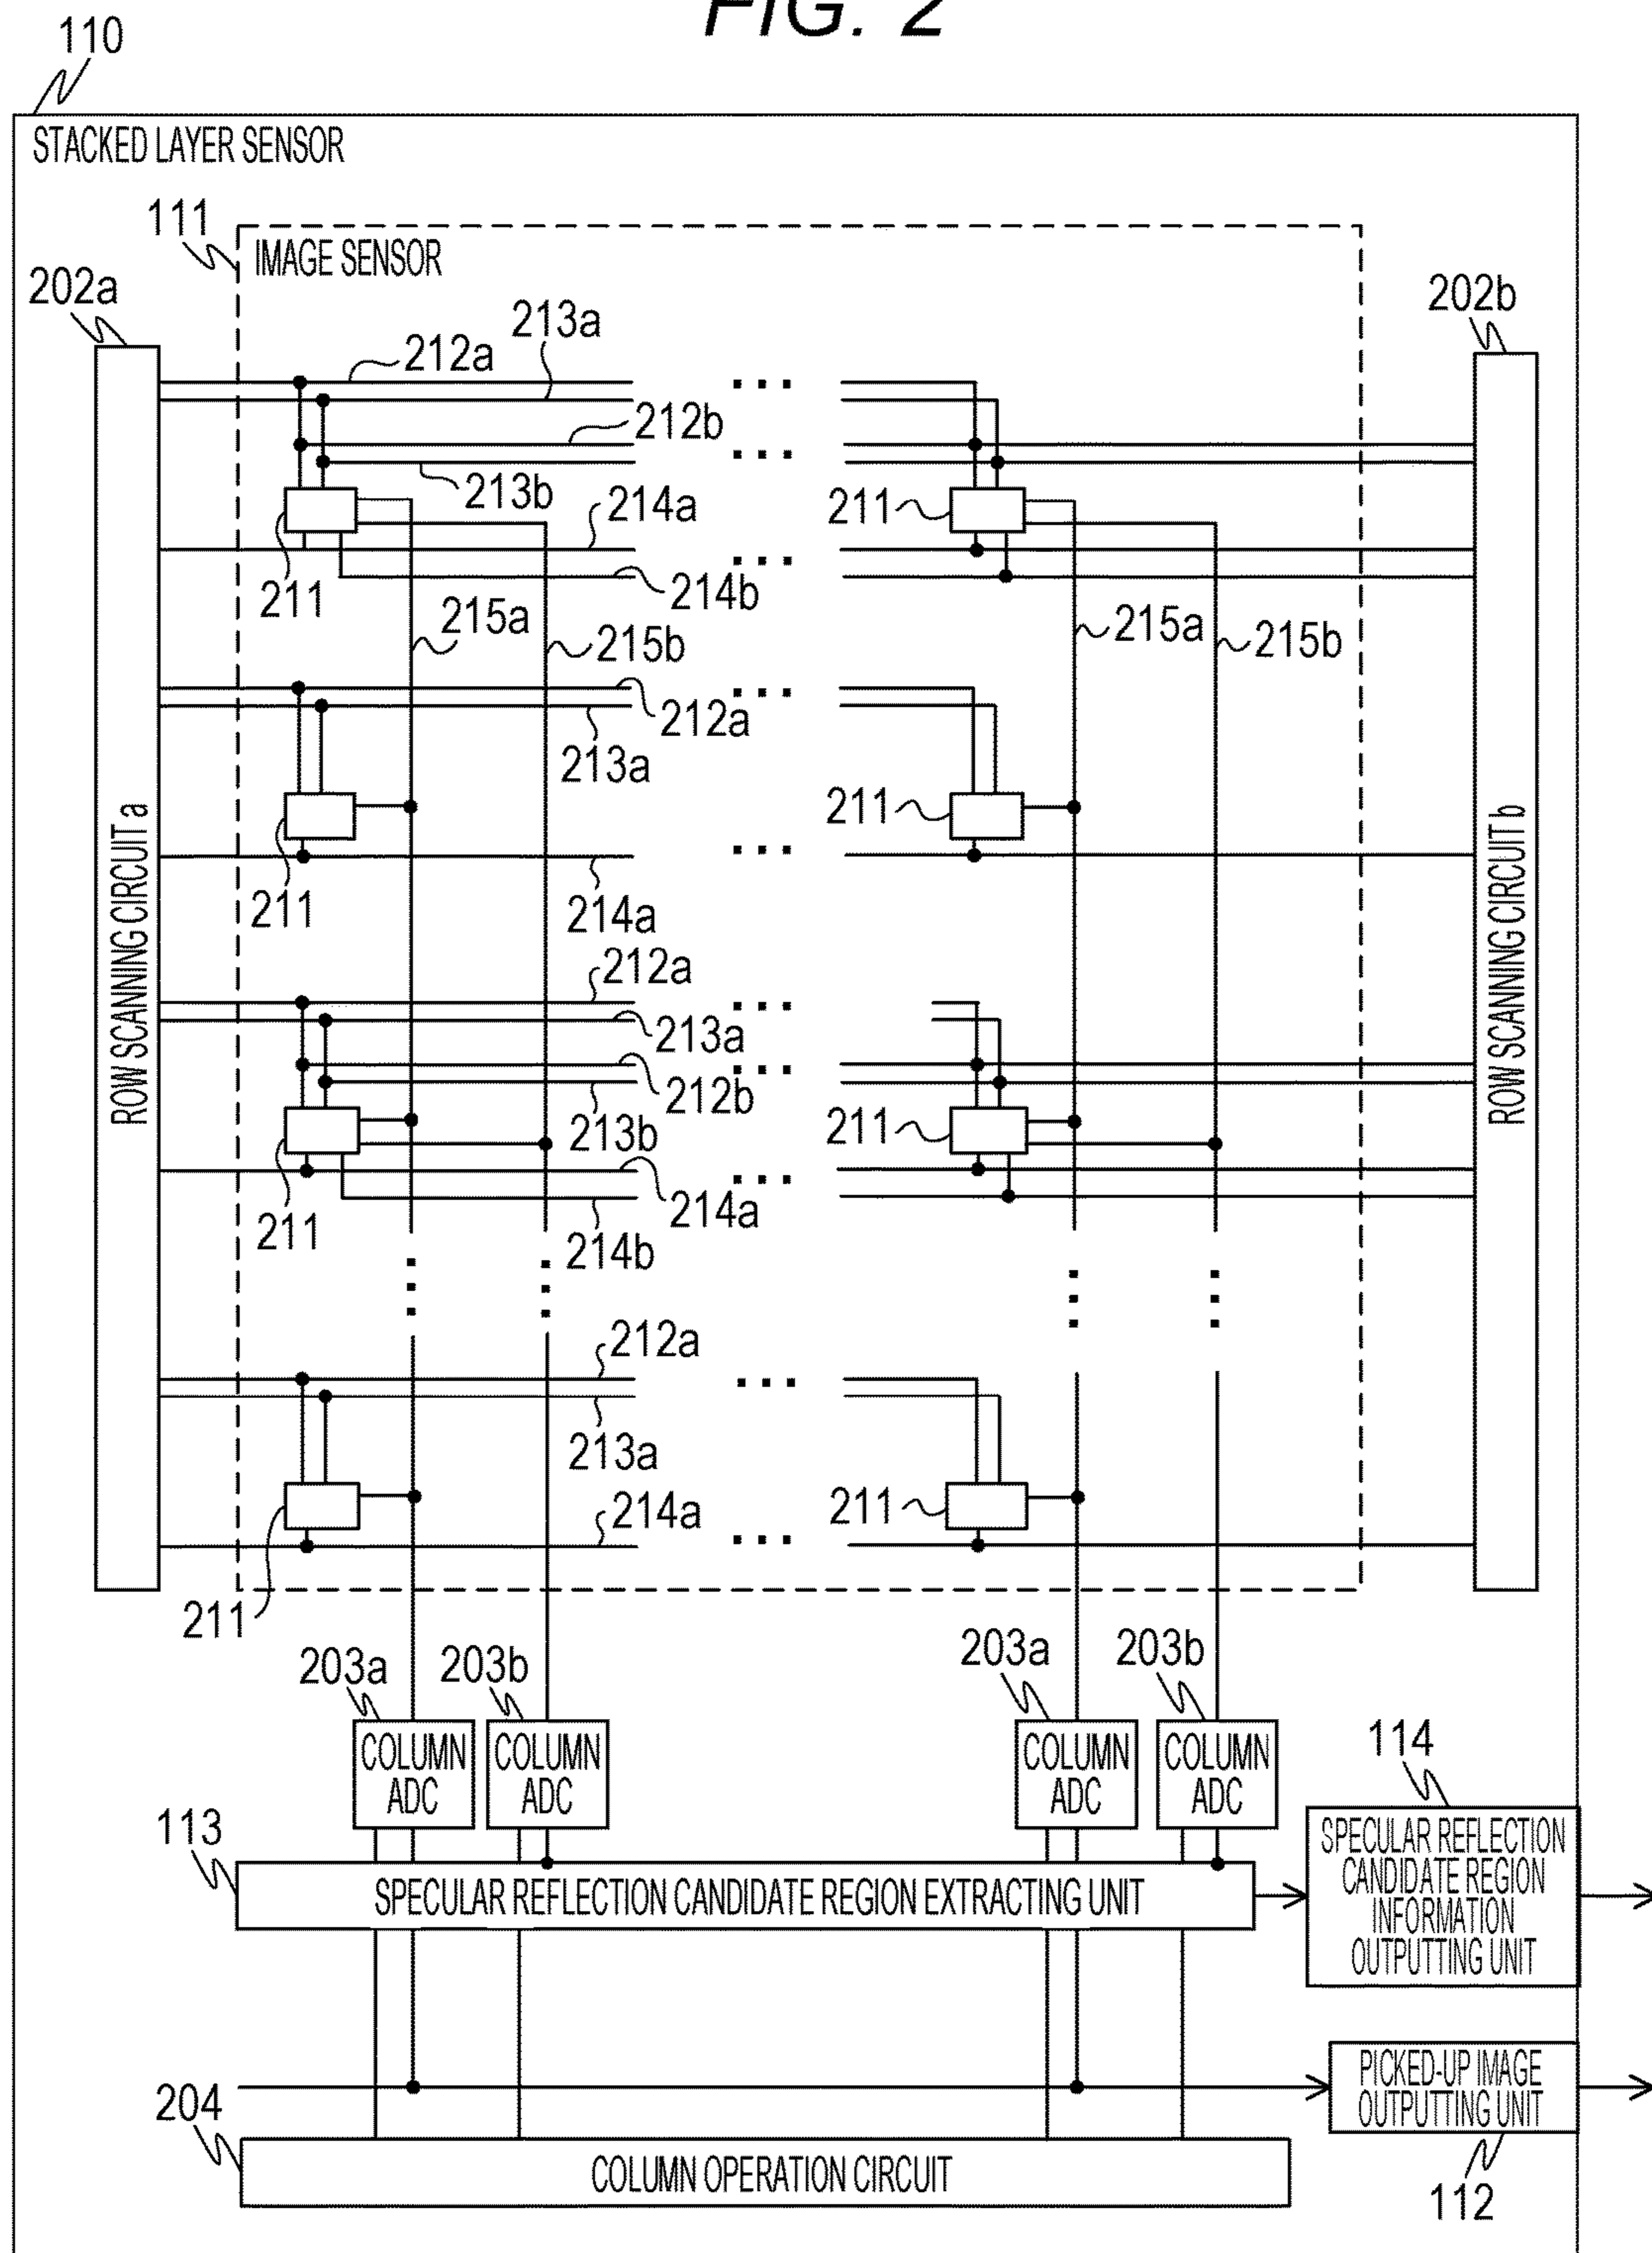 FIG. 2
110
STACKED LAYER SENSOR
111
IMAGE SENSOR
202a
202b
213a
212a
212b
213b
214a
211
211
214b
215a
215b
215a
215b
212a
213a
211
211
214a
ROW SCANNING CIRCUIT a
ROW SCANNING CIRCUIT b
212a
213a
212b
213b
211
211
214a
214b
212a
213a
211
214a
211
203a
203b
203a
203b
COLUMN
ADC
COLUMN
ADC
COLUMN
ADC
COLUMN
ADC
114
113
SPECULAR REFLECTION CANDIDATE REGION EXTRACTING UNIT
SPECULAR REFLECTION
CANDIDATE REGION
INFORMATION
OUTPUTTING UNIT
PICKED-UP IMAGE
OUTPUTTING UNIT
204
COLUMN OPERATION CIRCUIT
112